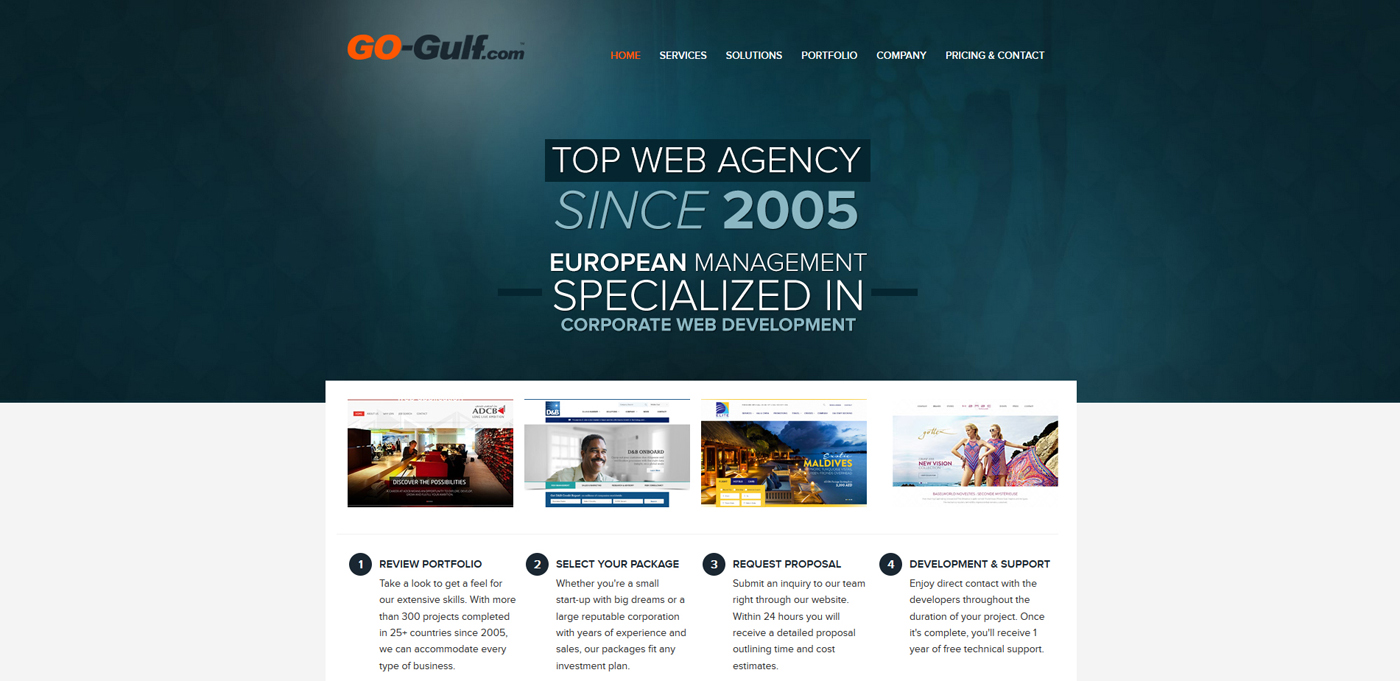 GO-Gulf.com™
HOME SERVICES SOLUTIONS PORTFOLIO COMPANY PRICING & CONTACT
TOP WEB AGENCY
SINCE 2005
EUROPEAN MANAGEMENT
SPECIALIZED IN
CORPORATE WEB DEVELOPMENT
ADCB
DISCOVER THE POSSIBILITIES
D&B
D&B ONBOARD
ELITE
Exotic
MALDIVES
NEW VISION
1 REVIEW PORTFOLIO
Take a look to get a feel for
our extensive skills. With more
than 300 projects completed
in 25+ countries since 2005,
we can accommodate every
type of business.
2 SELECT YOUR PACKAGE
Whether you're a small
start-up with big dreams or a
large reputable corporation
with years of experience and
sales, our packages fit any
investment plan.
3 REQUEST PROPOSAL
Submit an inquiry to our team
right through our website.
Within 24 hours you will
receive a detailed proposal
outlining time and cost
estimates.
4 DEVELOPMENT & SUPPORT
Enjoy direct contact with the
developers throughout the
duration of your project. Once
it's complete, you'll receive 1
year of free technical support.